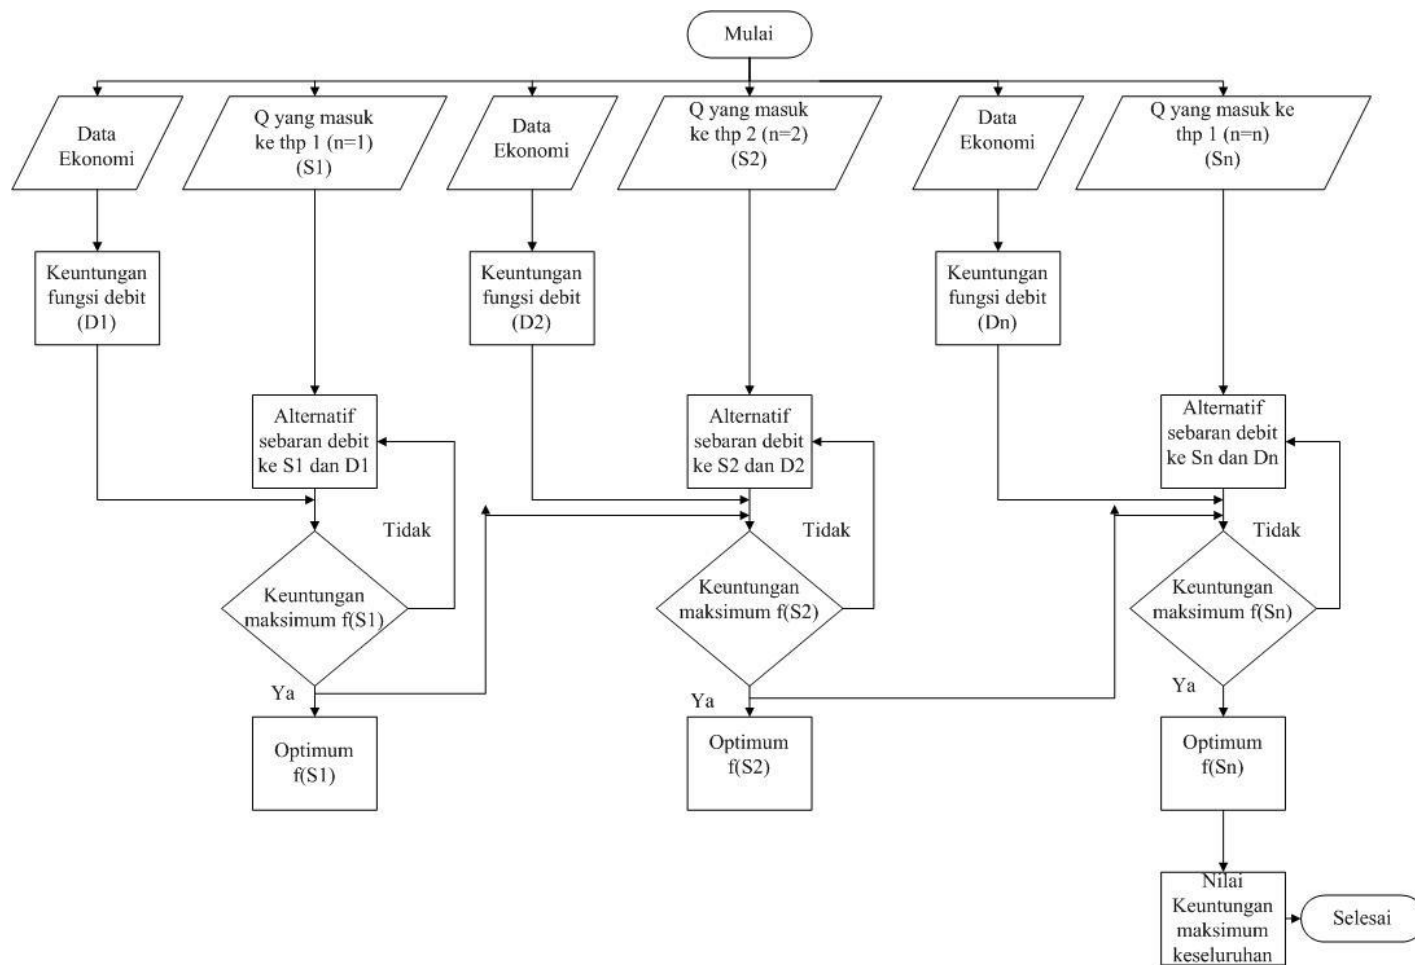 Mulai
Data
Ekonomi
Q yang masuk
ke thp 1 (n=1)
(S1)
Data
Ekonomi
Q yang masuk
ke thp 2 (n=2)
(S2)
Data
Ekonomi
Q yang masuk ke
thp 1 (n=n)
(Sn)
Keuntungan
fungsi debit
(D1)
Keuntungan
fungsi debit
(D2)
Keuntungan
fungsi debit
(Dn)
Alternatif
sebaran debit
ke S1 dan D1
Alternatif
sebaran debit
ke S2 dan D2
Alternatif
sebaran debit
ke Sn dan Dn
Tidak
Tidak
Tidak
Keuntungan
maksimum f(S1)
Keuntungan
maksimum f(S2)
Keuntungan
maksimum f(Sn)
Ya
Ya
Ya
Optimum
f(S1)
Optimum
f(S2)
Optimum
f(Sn)
Nilai
Keuntungan
maksimum
keseluruhan
Selesai